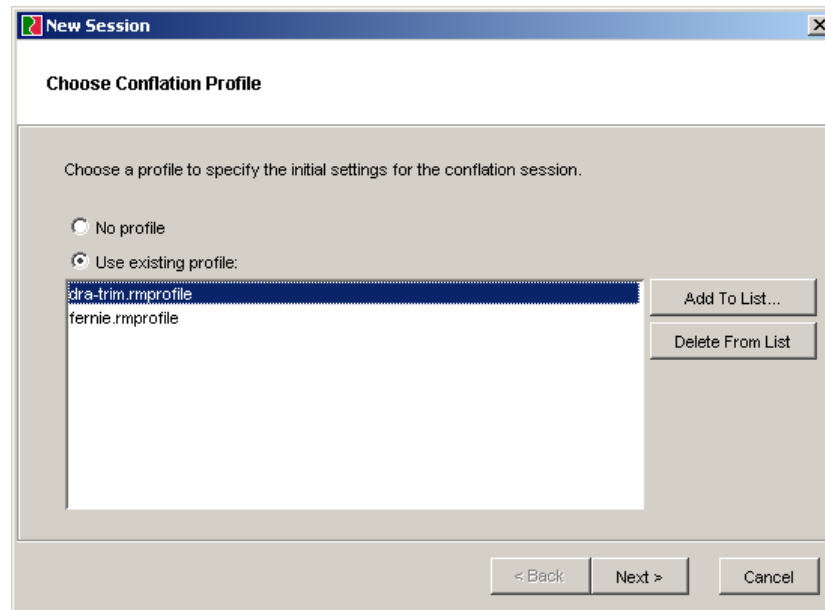 New Session
Choose Conflation Profile
Choose a profile to specify the initial settings for the conflation session.
No profile
Use existing profile:
dra-trim.rmprofile
fernie.rmprofile
Add To List...
Delete From List
< Back
Next >
Cancel